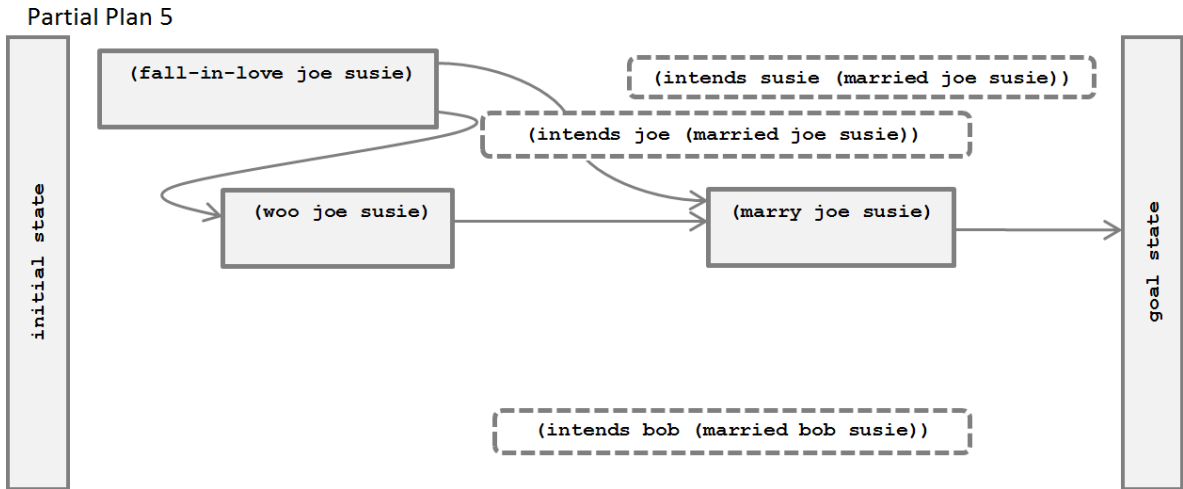 Partial Plan 5
(fall-in-love joe susie)
(intends susie (married joe susie))
(intends joe (married joe susie))
(woo joe susie)
(marry joe susie)
initial state
goal state
(intends bob (married bob susie))